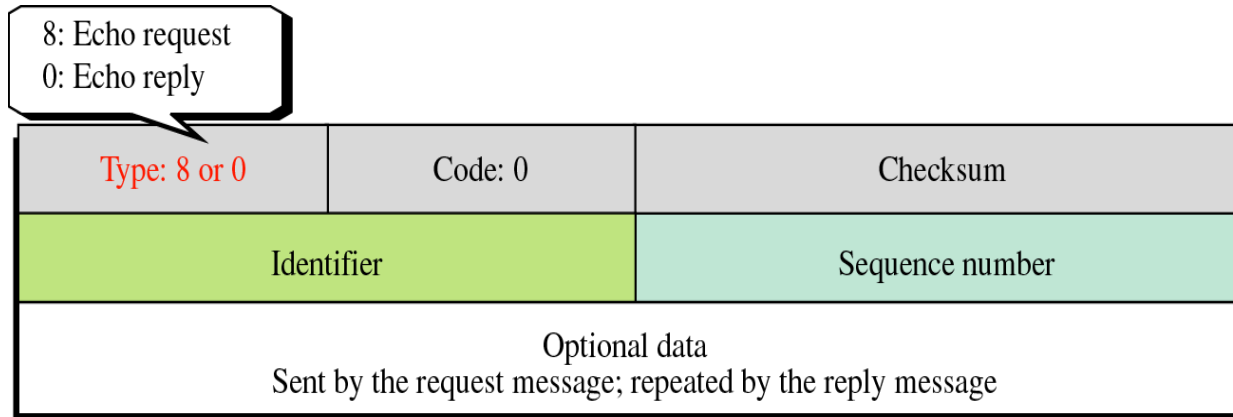 8: Echo request
0: Echo reply
Type: 8 or 0
Code: 0
Checksum
Identifier
Sequence number
Optional data
Sent by the request message; repeated by the reply message